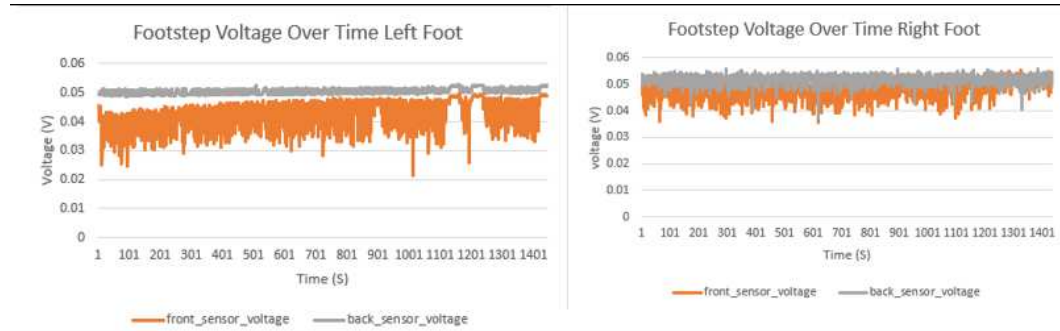 Footstep Voltage Over Time Left Foot
0.06
0.05
0.04
0.03
0.02
0.01
0
Voltage (V)
1 101 201 301 401 501 601 701 801 901 1001 1101 1201 1301 1401
Time (S)
front_sensor_voltage back_sensor_voltage
Footstep Voltage Over Time Right Foot
0.06
0.05
0.04
0.03
0.02
0.01
0
voltage (V)
1 101 201 301 401 501 601 701 801 901 1001 1101 1201 1301 1401
Time (S)
front_sensor_voltage back_sensor_voltage